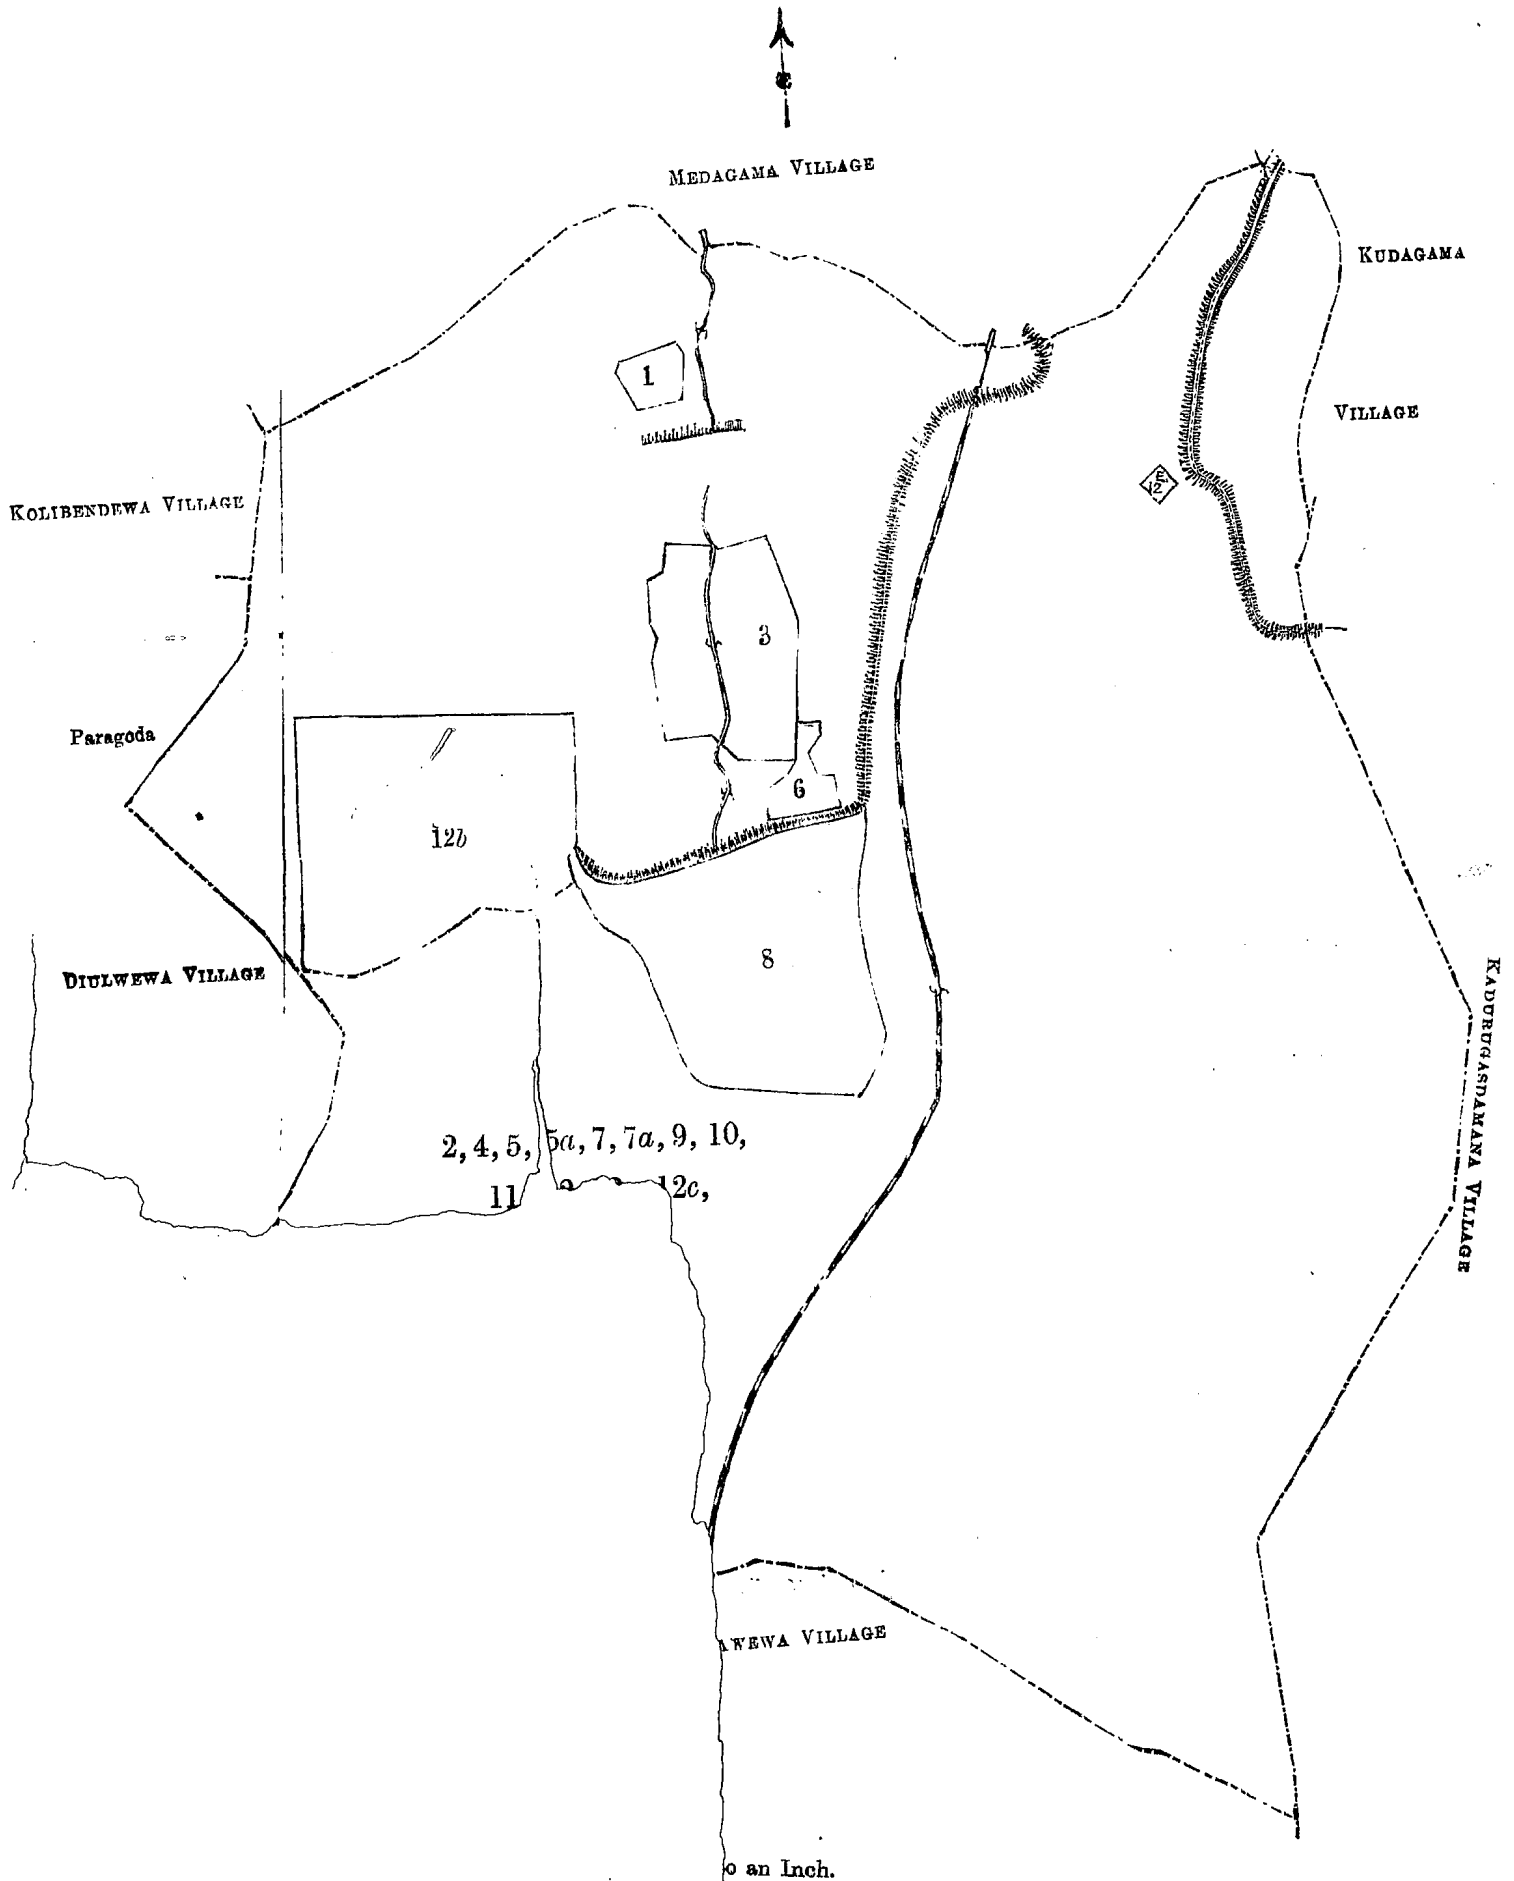 MEDAGAMA VILLAGE
KUDAGAMA
VILLAGE
1
KOLIBENDEWA VILLAGE
E
12
3
Paragoda
6
12b
8
DIULWEWA VILLAGE
KADURUGASDAMANA VILLAGE
2, 4, 5, 5a, 7, 7a, 9, 10,
11 12c,
WEWA VILLAGE
o an Inch.